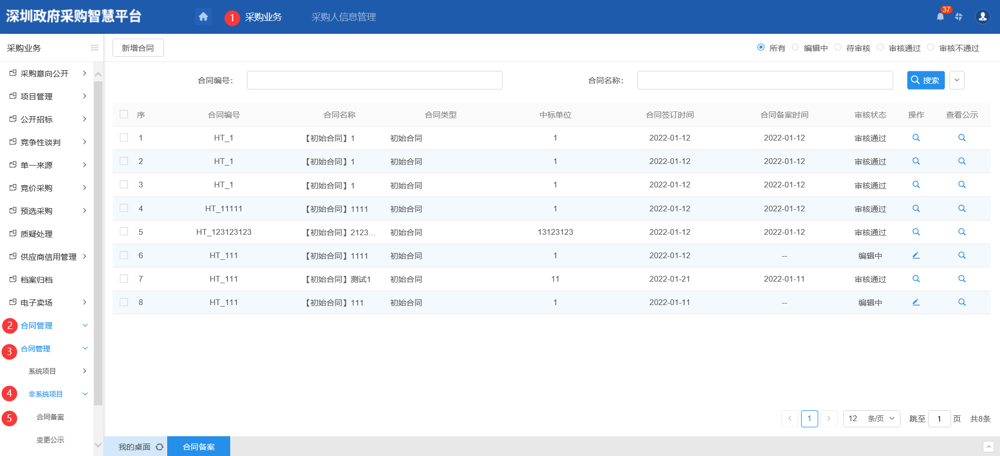 深圳政府采购智慧平台
1 采购业务 采购人信息管理 37
采购业务
新增合同 所有 编辑中 待审核 审核通过 审核不通过
采购意向公开
项目管理
公开招标
竞争性谈判
单一来源
竞价采购
预选采购
质疑处理
供应商信用管理
档案归档
电子卖场
2 合同管理
3 合同管理
系统项目
4 非系统项目
5 合同备案
变更公示
合同编号： 合同名称： 搜索
序 合同编号 合同名称 合同类型 中标单位 合同签订时间 合同备案时间 审核状态 操作 查看公示
1 HT_1 【初始合同】1 初始合同 1 2022-01-12 2022-01-12 审核通过
2 HT_1 【初始合同】1 初始合同 1 2022-01-12 2022-01-12 审核通过
3 HT_1 【初始合同】1 初始合同 1 2022-01-12 2022-01-12 审核通过
4 HT_11111 【初始合同】1111 初始合同 1 2022-01-12 2022-01-12 审核通过
5 HT_123123123 【初始合同】2123... 初始合同 13123123 2022-01-12 2022-01-12 审核通过
6 HT_111 【初始合同】1111 初始合同 1 2022-01-12 -- 编辑中
7 HT_111 【初始合同】测试1 初始合同 11 2022-01-21 2022-01-11 审核通过
8 HT_111 【初始合同】111 初始合同 1 2022-01-11 -- 编辑中
1 12 条/页 跳至 1 页 共8条
我的桌面 合同备案